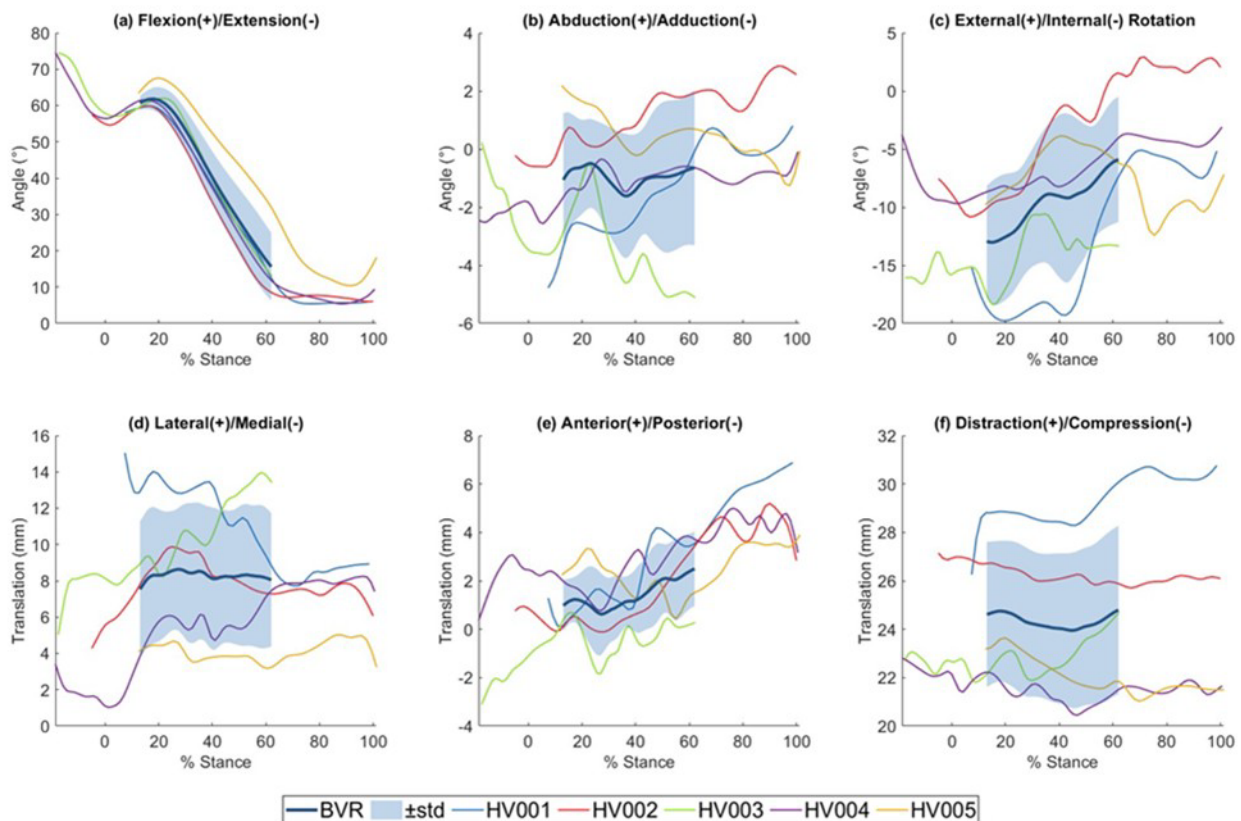 (a) Flexion(+)/Extension(-)
(b) Abduction(+)/Adduction(-)
(c) External(+)/Internal(-) Rotation
80
70
60
50
40
30
20
10
0
Angle (°)
0 20 40 60 80 100
% Stance
4
2
0
-2
-4
-6
Angle (°)
0 20 40 60 80 100
% Stance
5
0
-5
-10
-15
-20
Angle (°)
0 20 40 60 80 100
% Stance
(d) Lateral(+)/Medial(-)
(e) Anterior(+)/Posterior(-)
(f) Distraction(+)/Compression(-)
16
14
12
10
8
6
4
2
0
Translation (mm)
0 20 40 60 80 100
% Stance
8
6
4
2
0
-2
-4
Translation (mm)
0 20 40 60 80 100
% Stance
32
30
28
26
24
22
20
Translation (mm)
0 20 40 60 80 100
% Stance
BVR ±std HV001 HV002 HV003 HV004 HV005